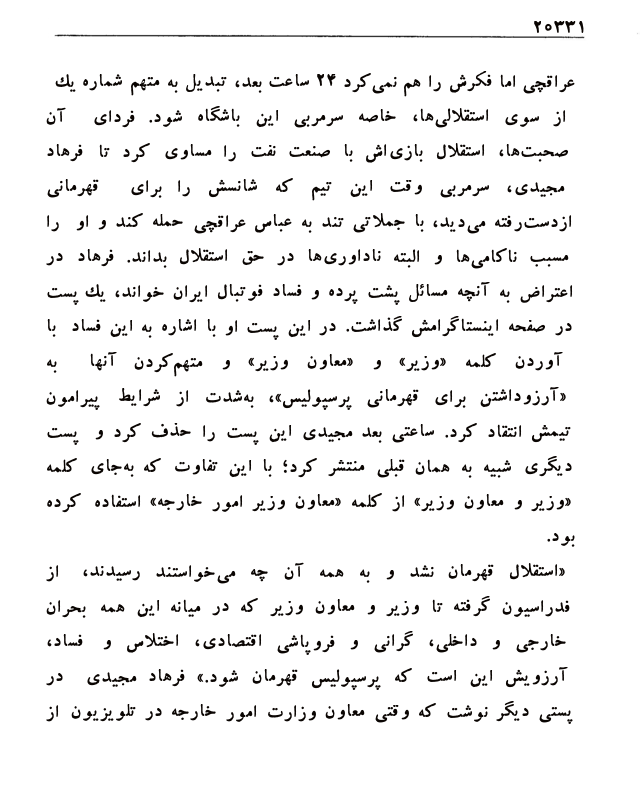 ۲۰۳۳۱
عراقچی اما فکرش را هم نمی‌کرد ۲۴ ساعت بعد، تبدیل به متهم شماره یك
از سوی استقلالی‌ها، خاصه سرمربی این باشگاه شود. فردای آن
صحبت‌ها، استقلال بازی‌اش با صنعت نفت را مساوی کرد تا فرهاد
مجیدی، سرمربی وقت این تیم که شانسش را برای قهرمانی
ازدست‌رفته می‌دید، با جملاتی تند به عباس عراقچی حمله کند و او را
مسبب ناکامی‌ها و البته ناداوری‌ها در حق استقلال بداند. فرهاد در
اعتراض به آنچه مسائل پشت پرده و فساد فوتبال ایران خواند، یك پست
در صفحه اینستاگرامش گذاشت. در این پست او با اشاره به این فساد با
آوردن کلمه «وزیر» و «معاون وزیر» و متهم‌کردن آنها به
«آرزوداشتن برای قهرمانی پرسپولیس»، به‌شدت از شرایط پیرامون
تیمش انتقاد کرد. ساعتی بعد مجیدی این پست را حذف کرد و پست
دیگری شبیه به همان قبلی منتشر کرد؛ با این تفاوت که به‌جای کلمه
«وزیر و معاون وزیر» از کلمه «معاون وزیر امور خارجه» استفاده کرده
بود.
«استقلال قهرمان نشد و به همه آن چه می‌خواستند رسیدند، از
فدراسیون گرفته تا وزیر و معاون وزیر که در میانه این همه بحران
خارجی و داخلی، گرانی و فروپاشی اقتصادی، اختلاس و فساد،
آرزویش این است که پرسپولیس قهرمان شود.» فرهاد مجیدی در
پستی دیگر نوشت که وقتی معاون وزارت امور خارجه در تلویزیون از